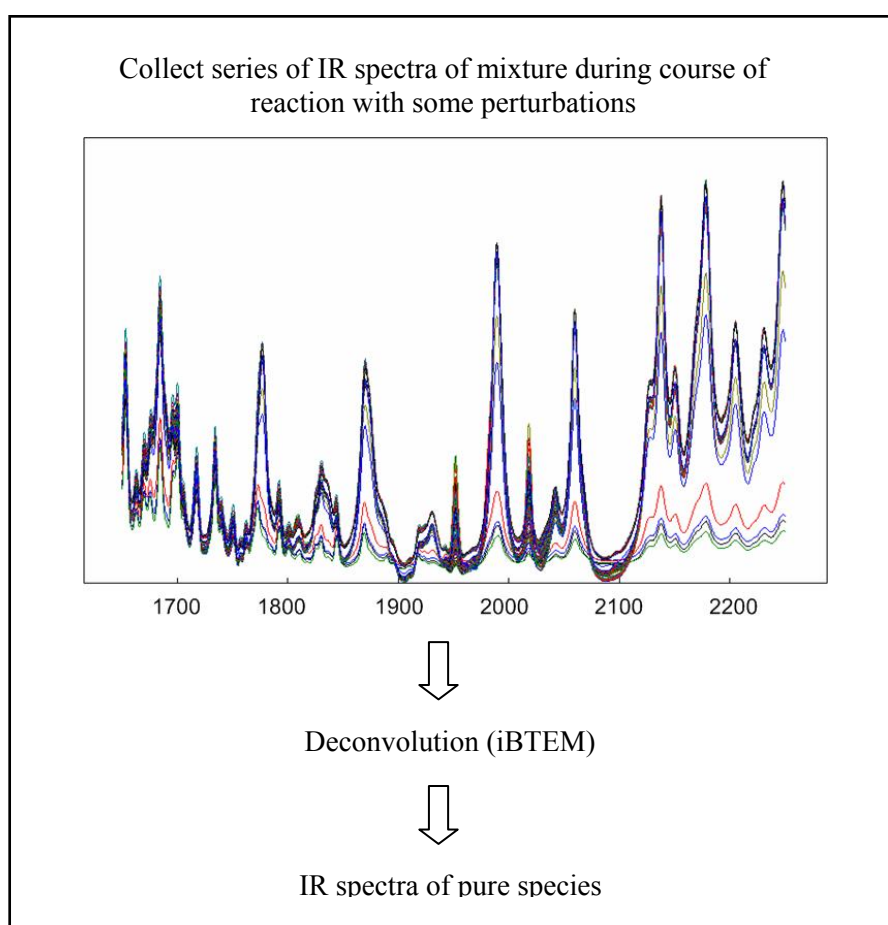 Collect series of IR spectra of mixture during course of
reaction with some perturbations
1700 1800 1900 2000 2100 2200
Deconvolution (iBTEM)
IR spectra of pure species